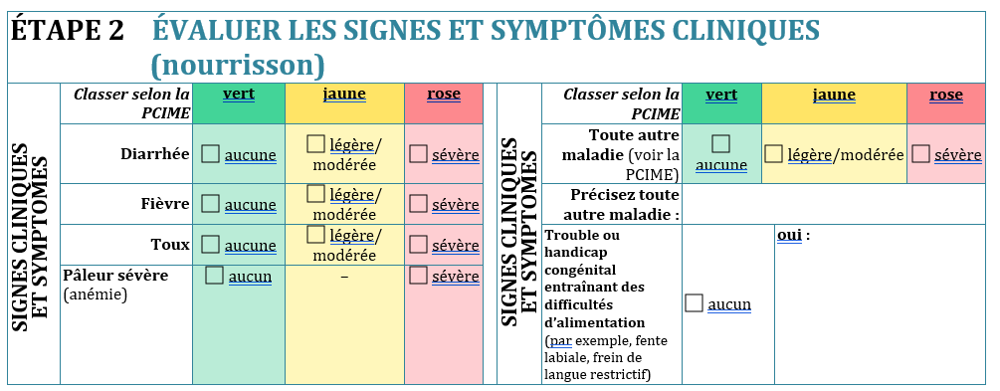 ÉTAPE 2 ÉVALUER LES SIGNES ET SYMPTÔMES CLINIQUES
(nourrisson)
SIGNES CLINIQUES
ET SYMPTOMES
Classer selon la
PCIME
vert
jaune
rose
Diarrhée
aucune
légère/
modérée
sévère
Fièvre
aucune
légère/
modérée
sévère
Toux
aucune
légère/
modérée
sévère
Pâleur sévère
(anémie)
aucun
–
sévère
SIGNES CLINIQUES
ET SYMPTOMES
Classer selon la
PCIME
vert
jaune
rose
Toute autre
maladie (voir la
PCIME)
aucune
légère/modérée
sévère
Précisez toute
autre maladie :
Trouble ou
handicap
congénital
entraînant des
difficultés
d’alimentation
(par exemple, fente
labiale, frein de
langue restrictif)
aucun
oui :